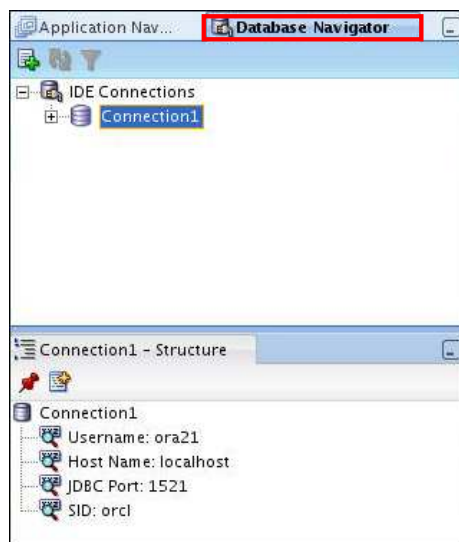 Application Nav...
Database Navigator
IDE Connections
Connection1
Connection1 - Structure
Connection1
Username: ora21
Host Name: localhost
JDBC Port: 1521
SID: orcl